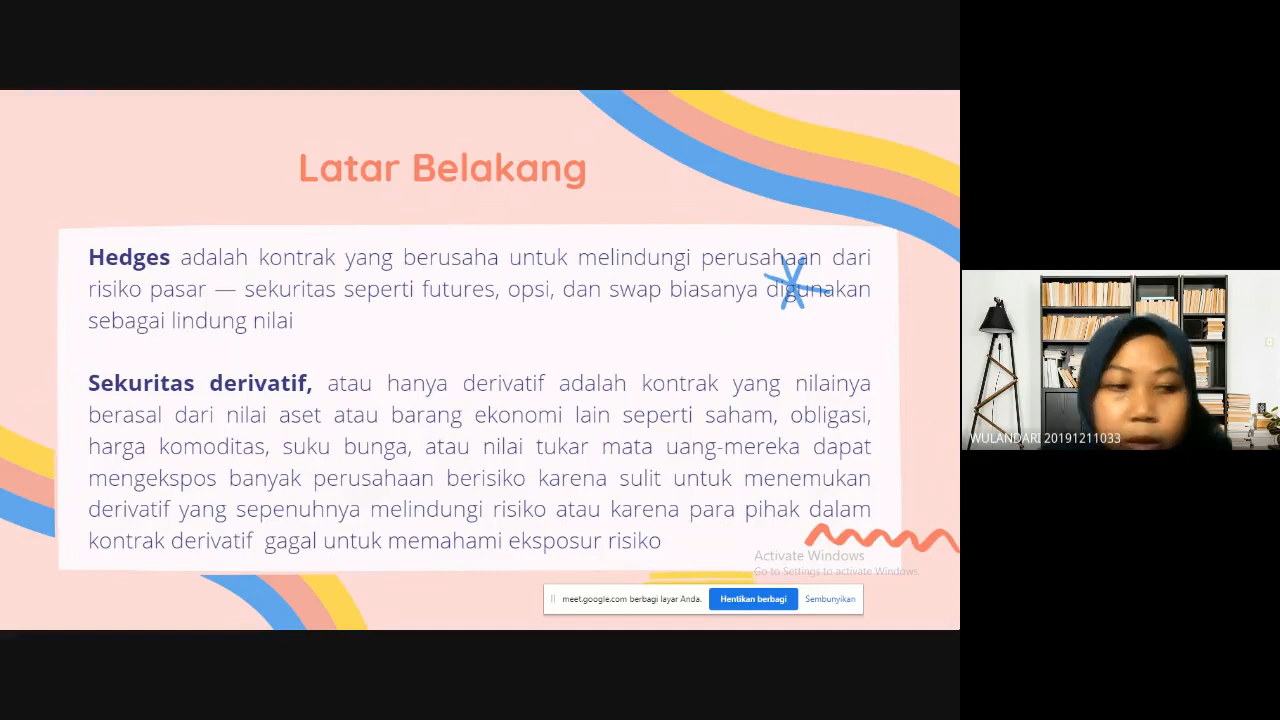 Latar Belakang
Hedges adalah kontrak yang berusaha untuk melindungi perusahaan dari
risiko pasar — sekuritas seperti futures, opsi, dan swap biasanya digunakan
sebagai lindung nilai
Sekuritas derivatif, atau hanya derivatif adalah kontrak yang nilainya
berasal dari nilai aset atau barang ekonomi lain seperti saham, obligasi,
harga komoditas, suku bunga, atau nilai tukar mata uang-mereka dapat
mengekspos banyak perusahaan berisiko karena sulit untuk menemukan
derivatif yang sepenuhnya melindungi risiko atau karena para pihak dalam
kontrak derivatif gagal untuk memahami eksposur risiko
Activate Windows
Go to Settings to activate Windows.
meet.google.com berbagi layar Anda.
Hentikan berbagi
Sembunyikan
WULANDARI 20191211033